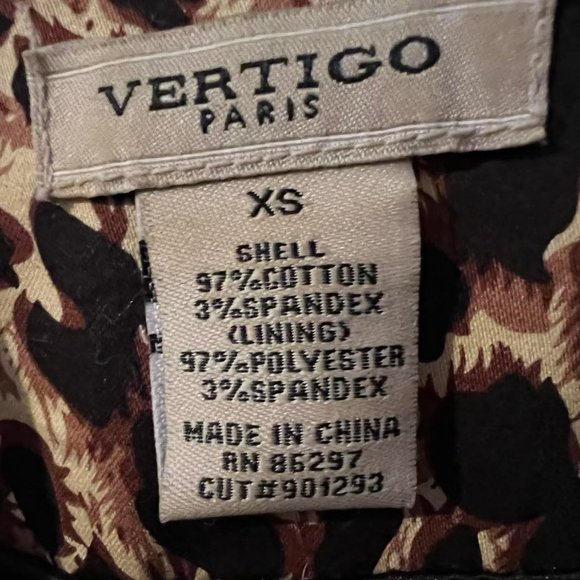 VERTIGO
PARIS
XS
SHELL
97%COTTON
3%SPANDEX
(LINING)
97%POLYESTER
3%SPANDEX
MADE IN CHINA
RN 86297
CUT#901293